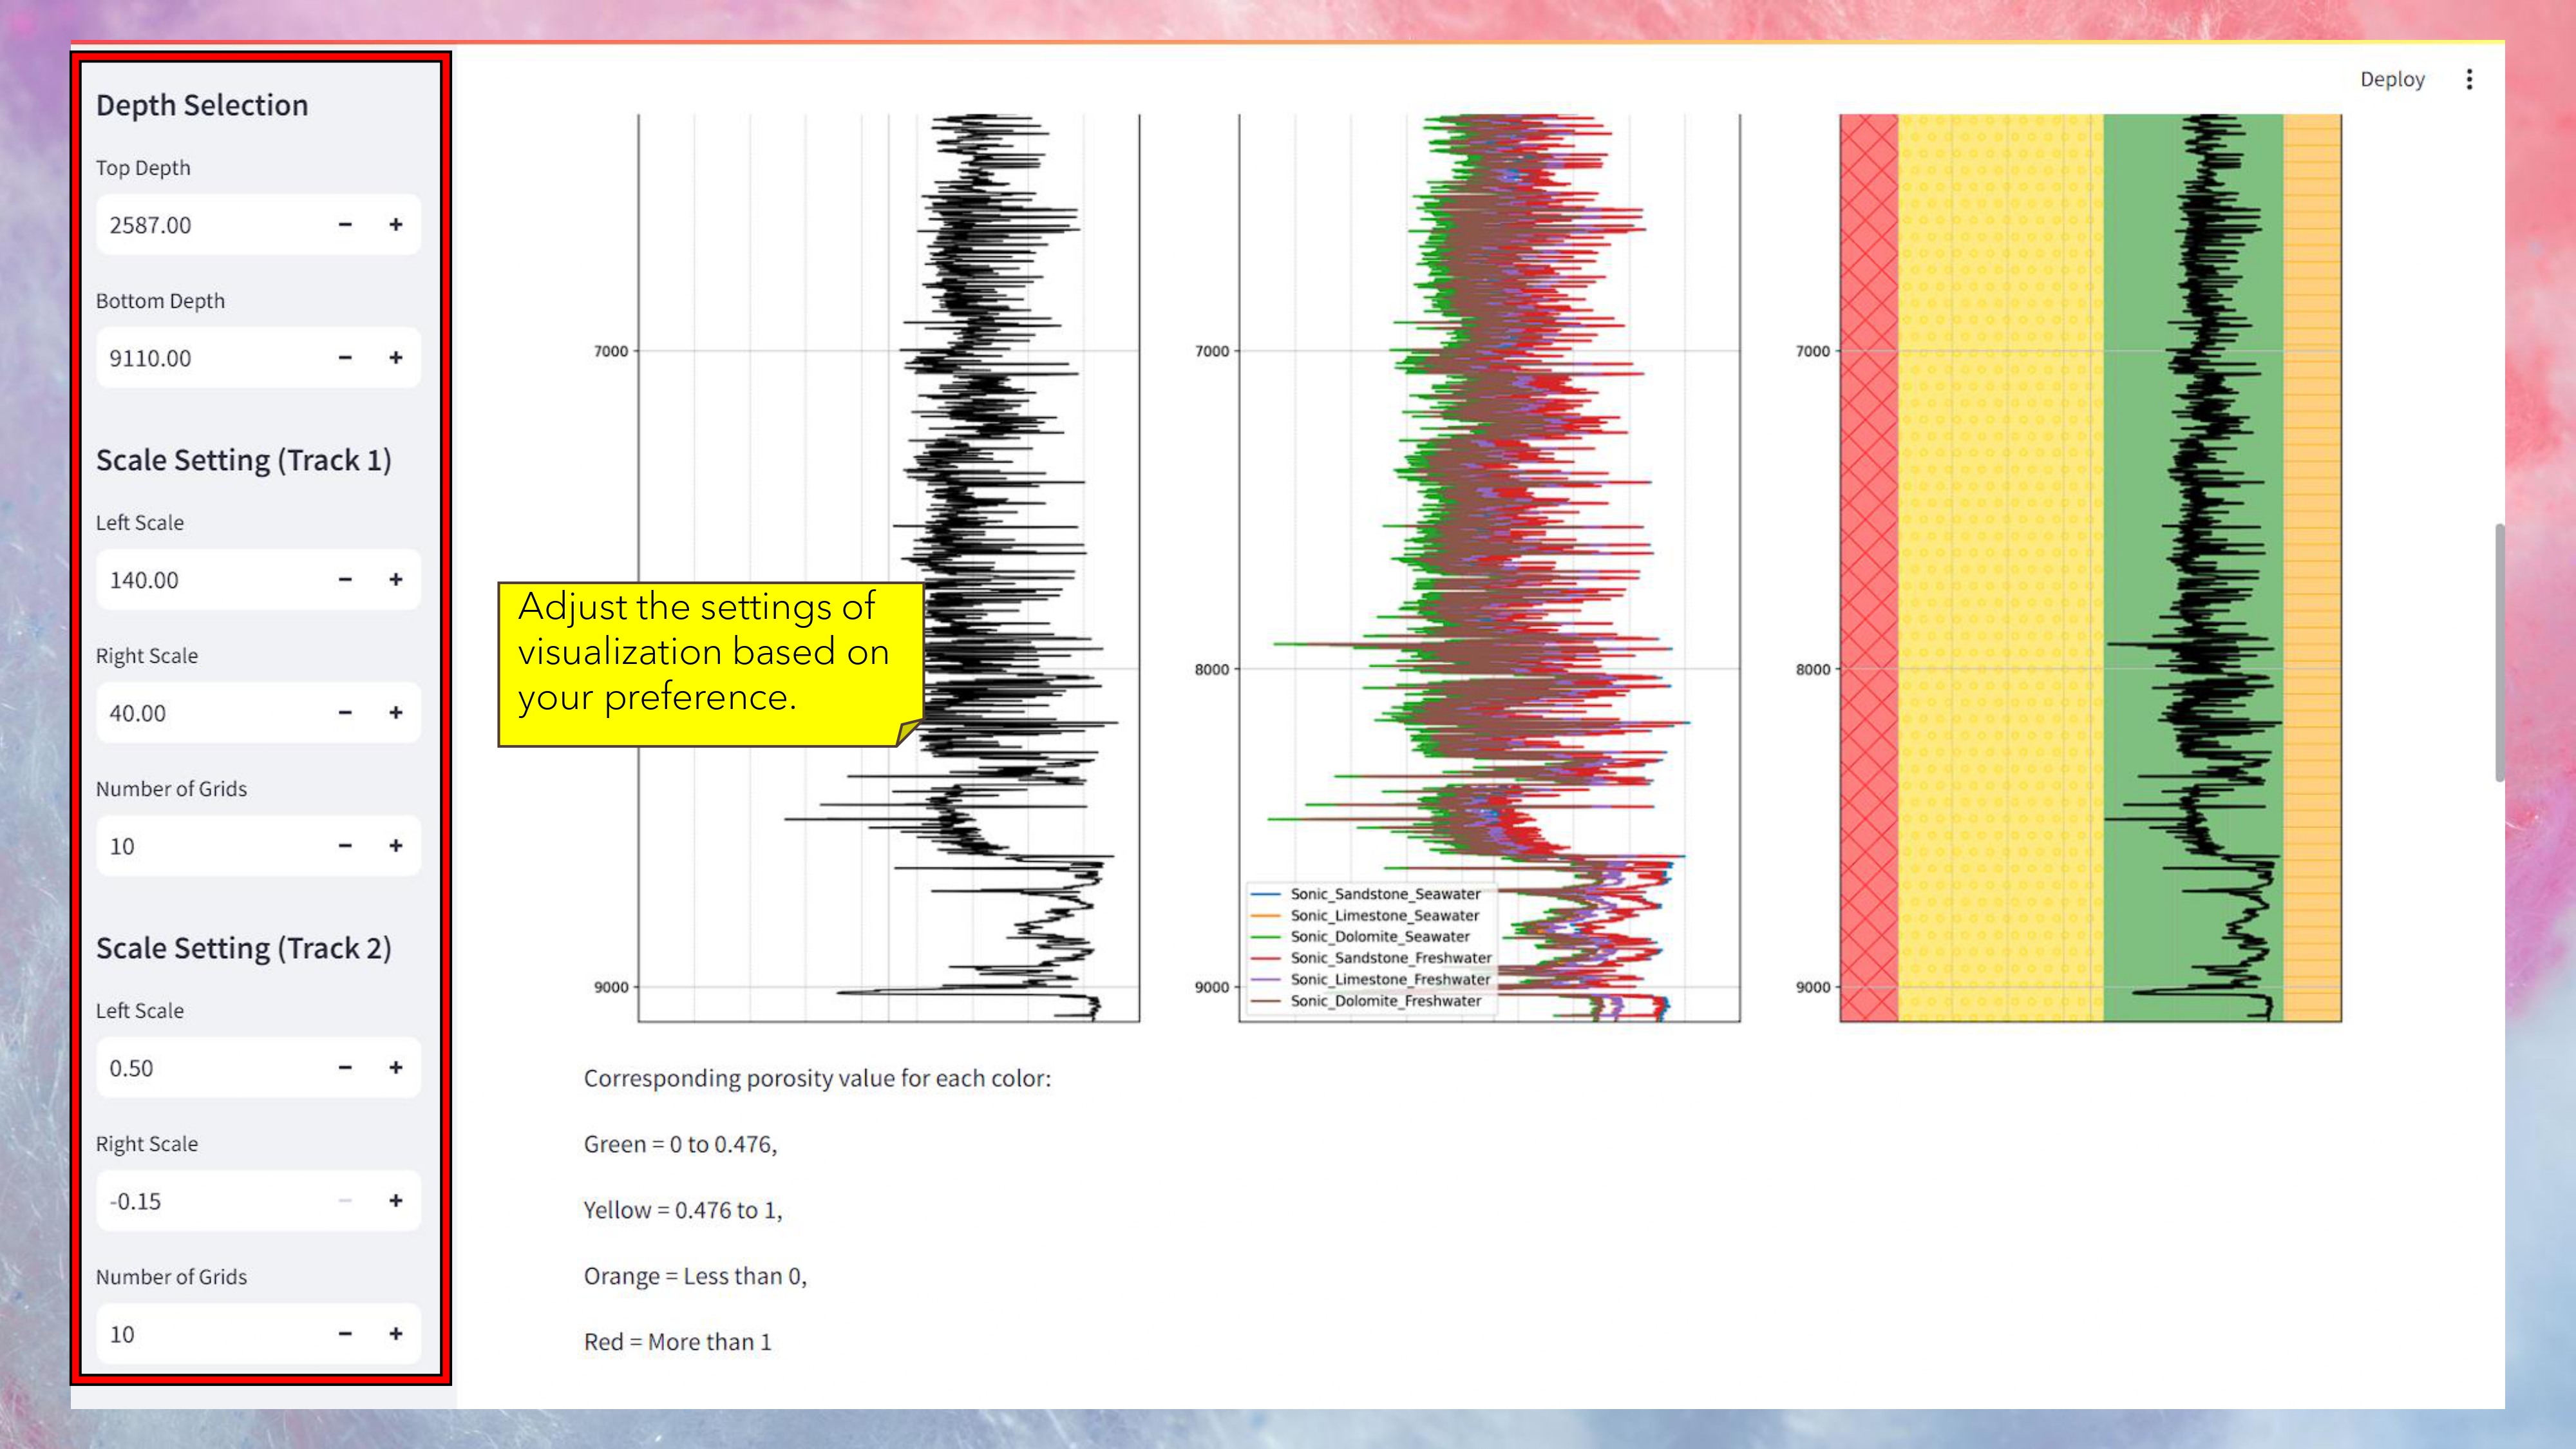 Deploy
Depth Selection
Top Depth
2587.00
Bottom Depth
9110.00
Scale Setting (Track 1)
Left Scale
140.00
Right Scale
40.00
Number of Grids
10
Scale Setting (Track 2)
Left Scale
0.50
Right Scale
-0.15
Number of Grids
10
Adjust the settings of
visualization based on
your preference.
7000
9000
7000
8000
9000
Sonic_Sandstone_Seawater
Sonic_Limestone_Seawater
Sonic_Dolomite_Seawater
Sonic_Sandstone_Freshwater
Sonic_Limestone_Freshwater
Sonic_Dolomite_Freshwater
7000
8000
9000
Corresponding porosity value for each color:
Green = 0 to 0.476,
Yellow = 0.476 to 1,
Orange = Less than 0,
Red = More than 1